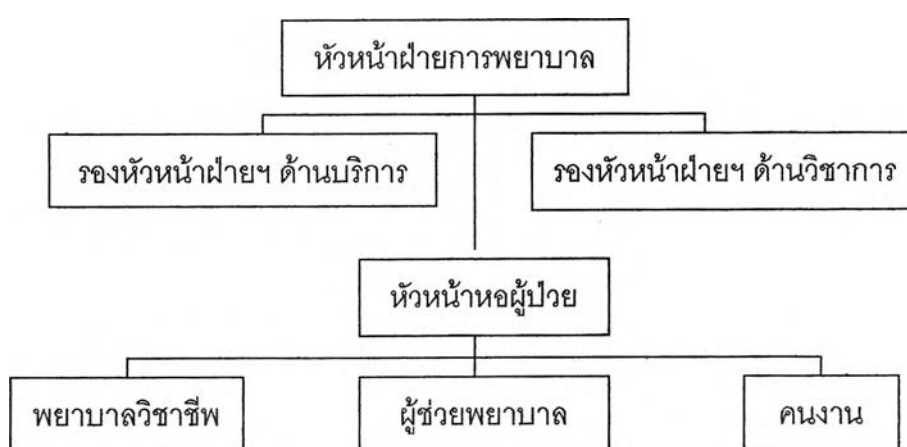 หัวหน้าฝ่ายการพยาบาล
รองหัวหน้าฝ่ายฯ ด้านบริการ
รองหัวหน้าฝ่ายฯ ด้านวิชาการ
หัวหน้าหอผู้ป่วย
พยาบาลวิชาชีพ
ผู้ช่วยพยาบาล
คนงาน